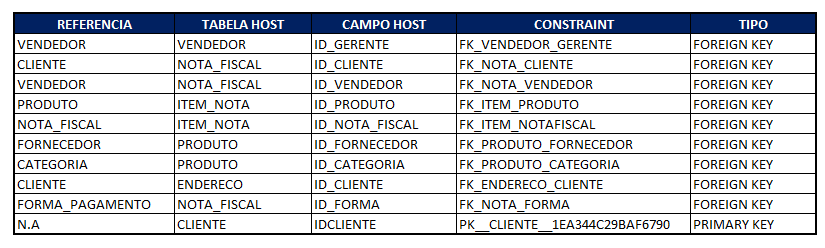 REFERENCIA TABELA HOST CAMPO HOST CONSTRAINT TIPO
VENDEDOR VENDEDOR ID_GERENTE FK_VENDEDOR_GERENTE FOREIGN KEY
CLIENTE NOTA_FISCAL ID_CLIENTE FK_NOTA_CLIENTE FOREIGN KEY
VENDEDOR NOTA_FISCAL ID_VENDEDOR FK_NOTA_VENDEDOR FOREIGN KEY
PRODUTO ITEM_NOTA ID_PRODUTO FK_ITEM_PRODUTO FOREIGN KEY
NOTA_FISCAL ITEM_NOTA ID_NOTA_FISCAL FK_ITEM_NOTAFISCAL FOREIGN KEY
FORNECEDOR PRODUTO ID_FORNECEDOR FK_PRODUTO_FORNECEDOR FOREIGN KEY
CATEGORIA PRODUTO ID_CATEGORIA FK_PRODUTO_CATEGORIA FOREIGN KEY
CLIENTE ENDERECO ID_CLIENTE FK_ENDERECO_CLIENTE FOREIGN KEY
FORMA_PAGAMENTO NOTA_FISCAL ID_FORMA FK_NOTA_FORMA FOREIGN KEY
N.A CLIENTE IDCLIENTE PK__CLIENTE__1EA344C29BAF6790 PRIMARY KEY